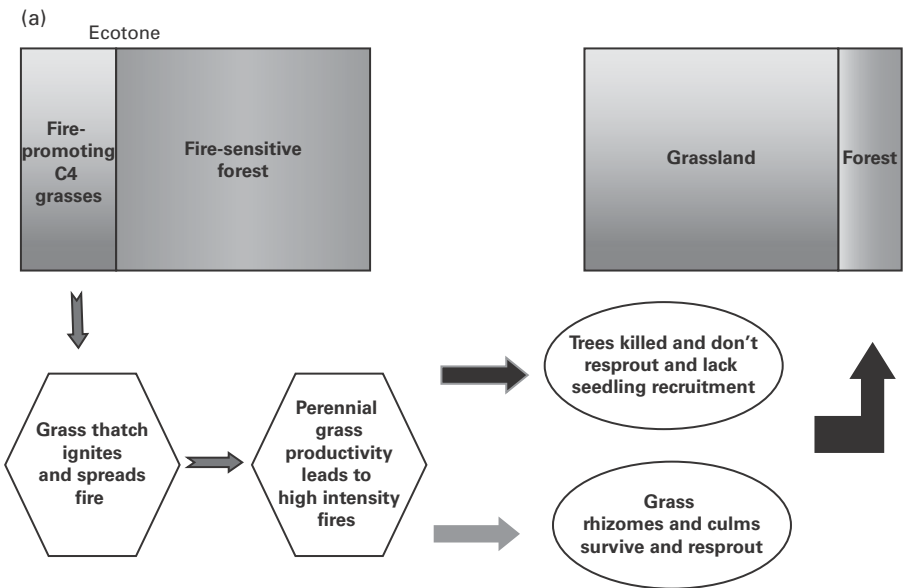 (a)
Ecotone
Fire-
promoting
C4
grasses
Fire-sensitive
forest
Grassland
Forest
Grass thatch
ignites
and spreads
fire
Perennial
grass
productivity
leads to
high intensity
fires
Trees killed and don’t
resprout and lack
seedling recruitment
Grass
rhizomes and culms
survive and resprout